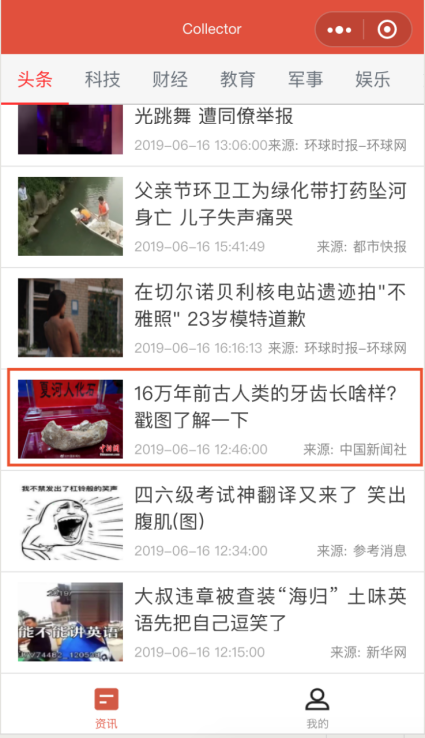 Collector
头条 科技 财经 教育 军事 娱乐
光跳舞 遭同僚举报
2019-06-16 13:06:00来源: 环球时报-环球网
父亲节环卫工为绿化带打药坠河
身亡 儿子失声痛哭
2019-06-16 15:41:49 来源: 都市快报
在切尔诺贝利核电站遗迹拍"不
雅照" 23岁模特道歉
2019-06-16 16:16:13 来源: 环球时报-环球网
夏河人化石
16万年前古人类的牙齿长啥样?
戳图了解一下
2019-06-16 12:46:00 来源: 中国新闻社
我不禁发出了杠铃般的笑声
四六级考试神翻译又来了 笑出
腹肌(图)
2019-06-16 12:34:00 来源: 参考消息
大叔违章被查装“海归” 土味英
语先把自己逗笑了
能不能讲英语
2019-06-16 12:15:00 来源: 新华网
资讯 我的